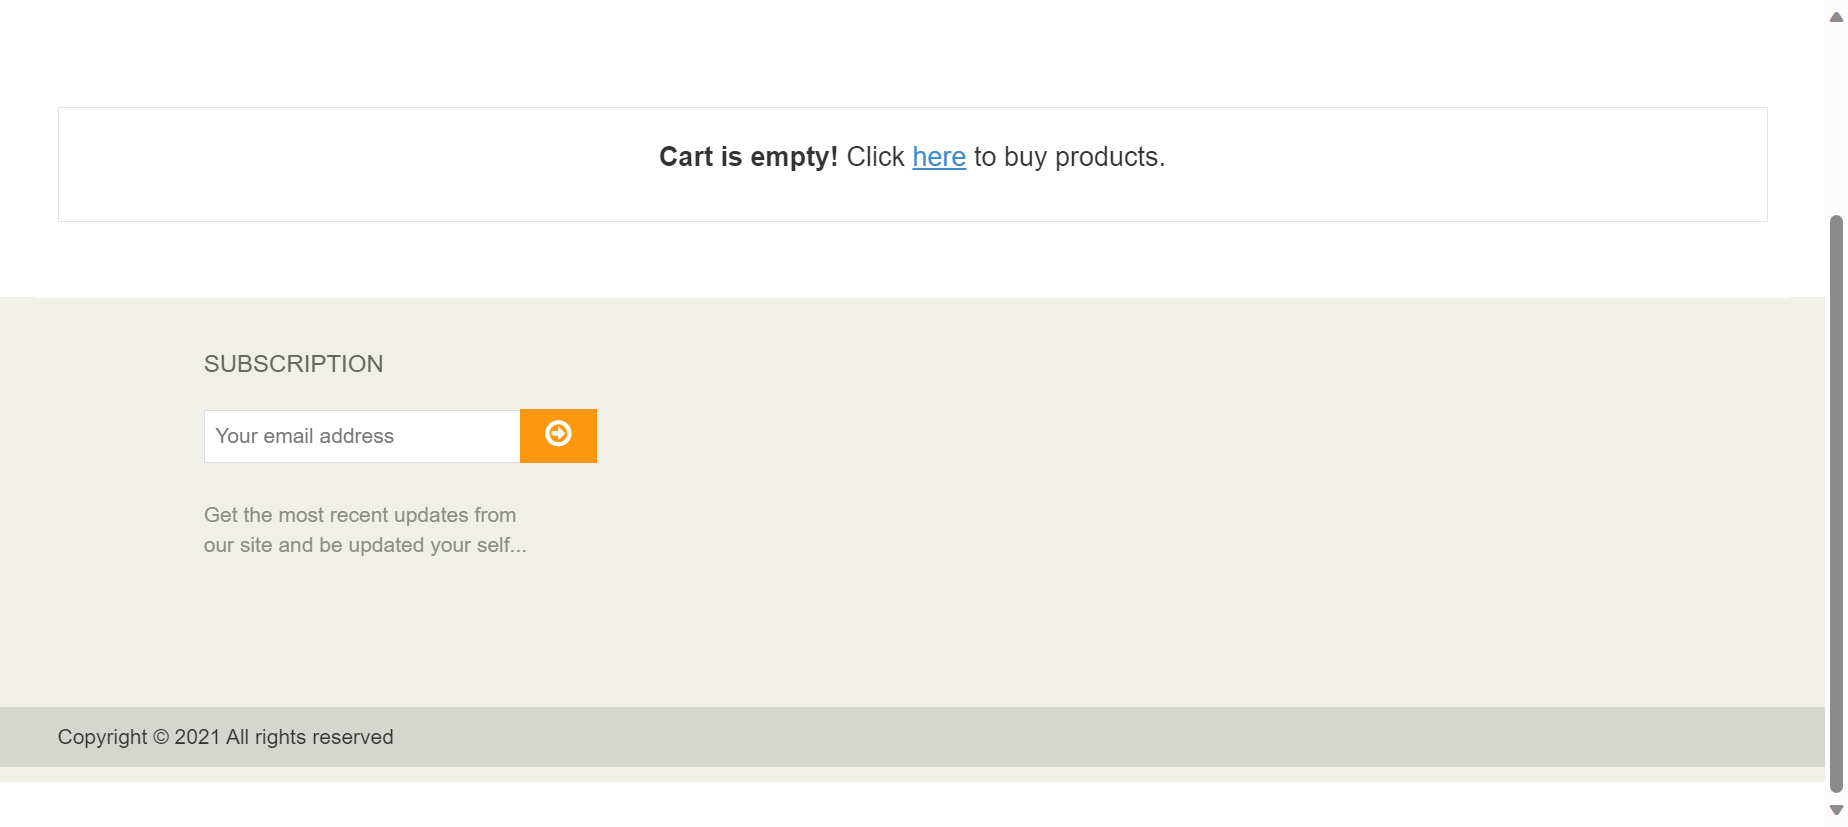 Cart is empty! Click here to buy products.
SUBSCRIPTION
Your email address
Get the most recent updates from
our site and be updated your self...
Copyright © 2021 All rights reserved